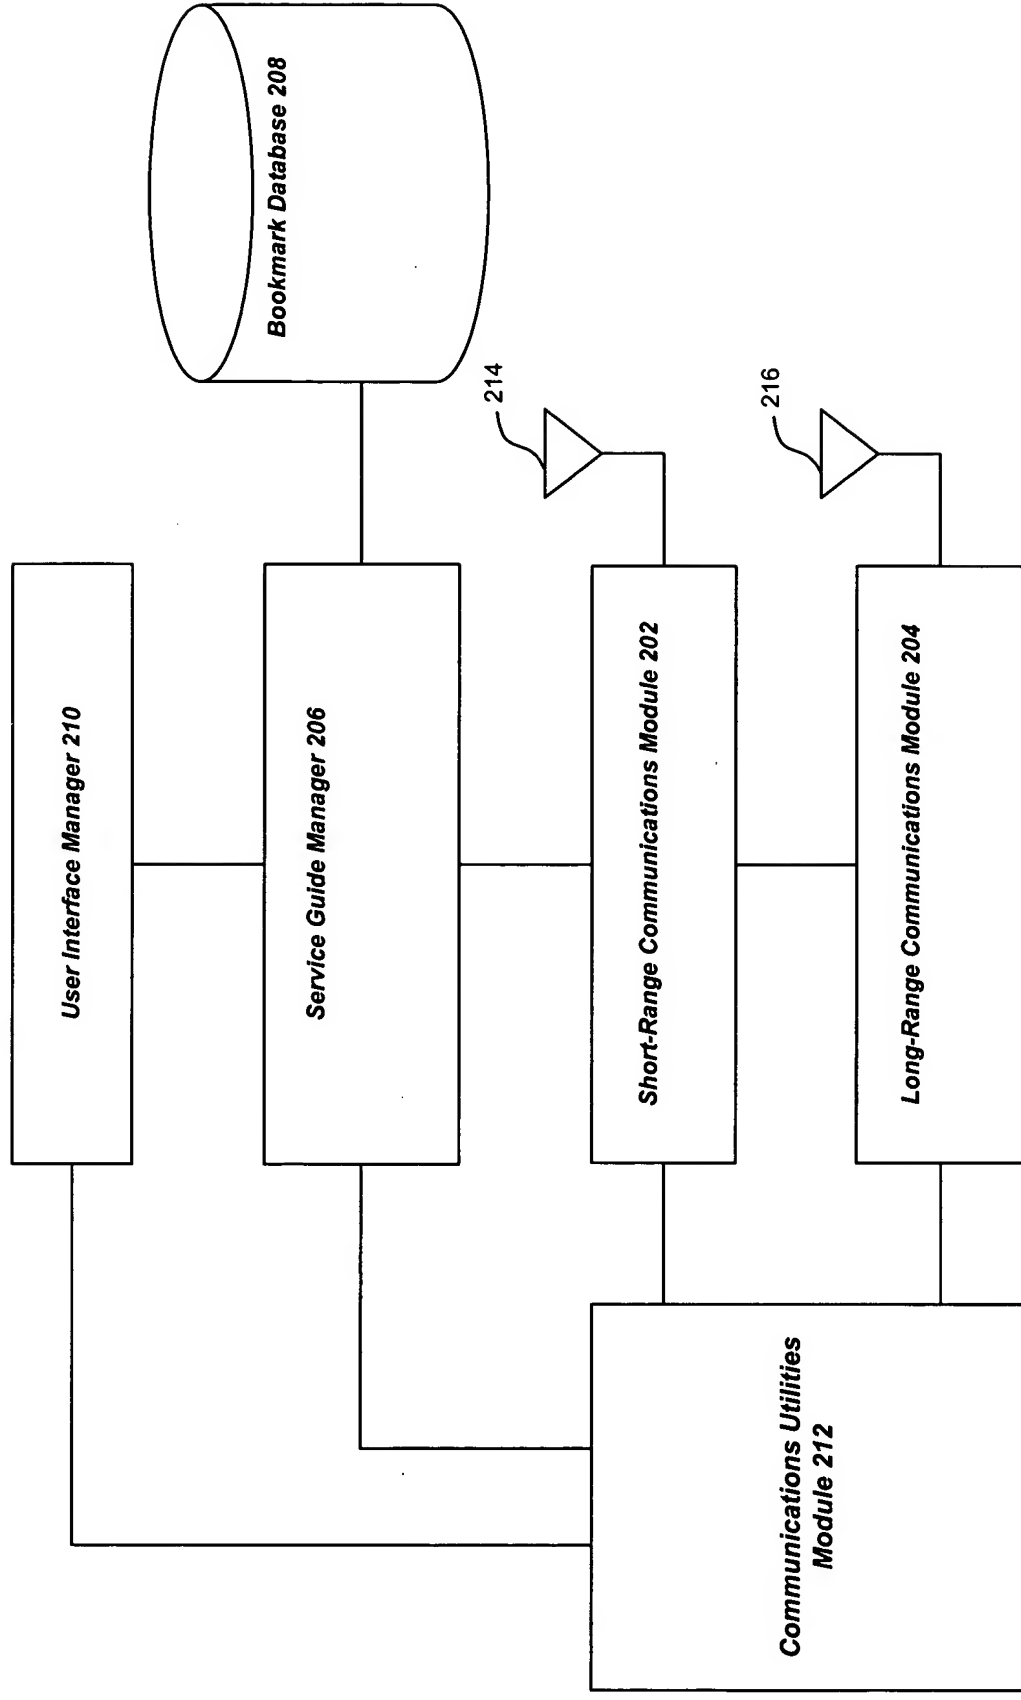 User Interface Manager 210
Service Guide Manager 206
Bookmark Database 208
214
Short-Range Communications Module 202
216
Long-Range Communications Module 204
Communications Utilities
Module 212